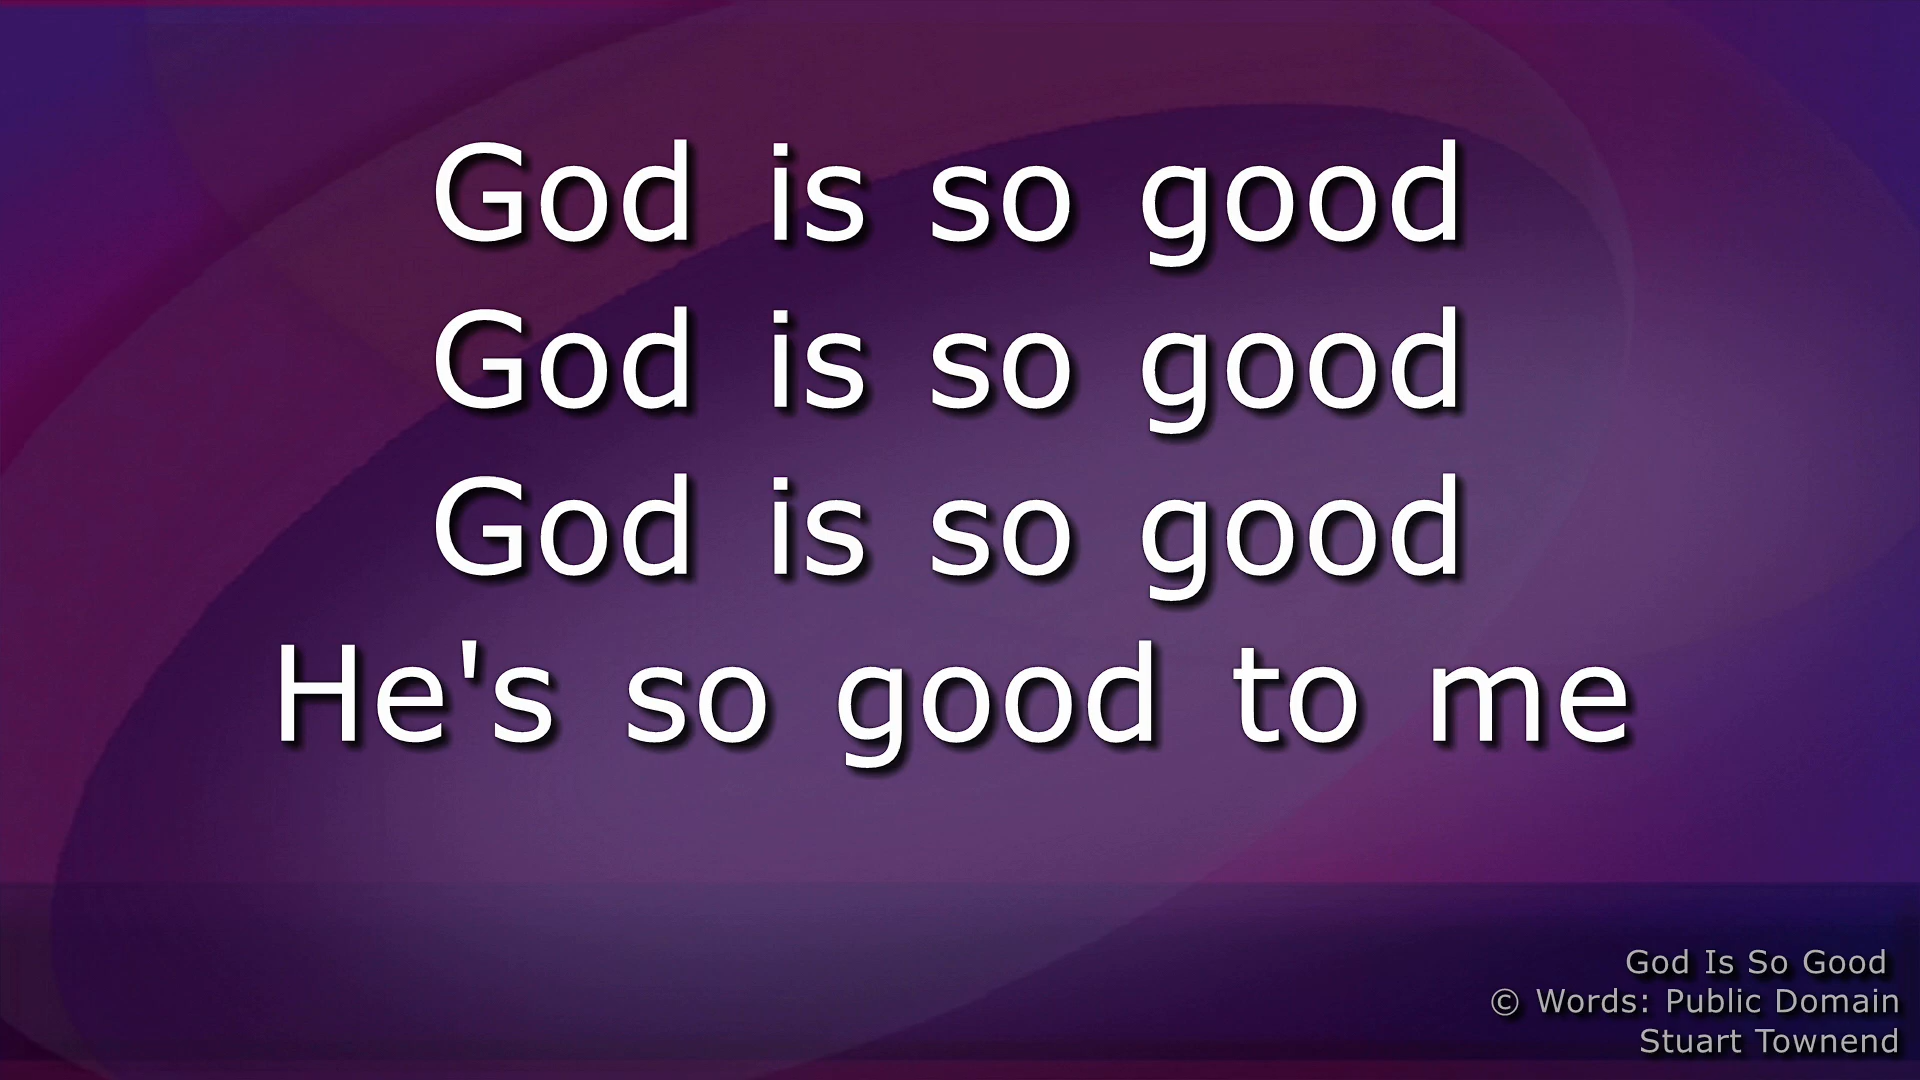 God is so good
God is so good
God is so good
He's so good to me
God Is So Good
© Words: Public Domain
Stuart Townend